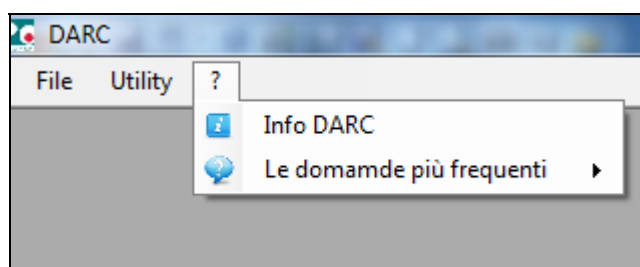 DARC
File Utility ?
Info DARC
Le domamde più frequenti